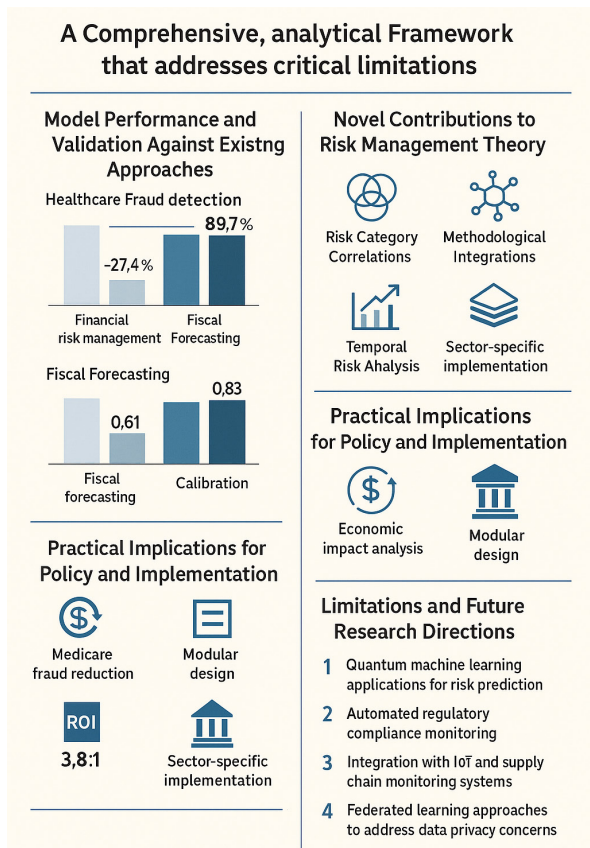 A Comprehensive, analytical Framework
that addresses critical limitations
Model Performance and
Validation Against Existng
Approaches
Healthcare Fraud detection
-27,4%
89,7%
Financial
risk management
Fiscal
Forecasting
Fiscal Forecasting
0,61
0,83
Fiscal
forecasting
Calibration
Practical Implications for
Policy and Implementation
Medicare
fraud reduction
Modular
design
ROI
3,8:1
Sector-specific
implementation
Novel Contributions to
Risk Management Theory
Risk Category
Correlations
Methodological
Integrations
Temporal
Risk Ahalysis
Sector-specific
implementation
Practical Implications
for Policy and Implementation
Economic
impact analysis
Modular
design
Limitations and Future
Research Directions
1 Quantum machine learning
applications for risk prediction
2 Automated regulatory
compliance monitoring
3 Integration with IoT and supply
chain monitoring systems
4 Federated learning approaches
to address data privacy concerns